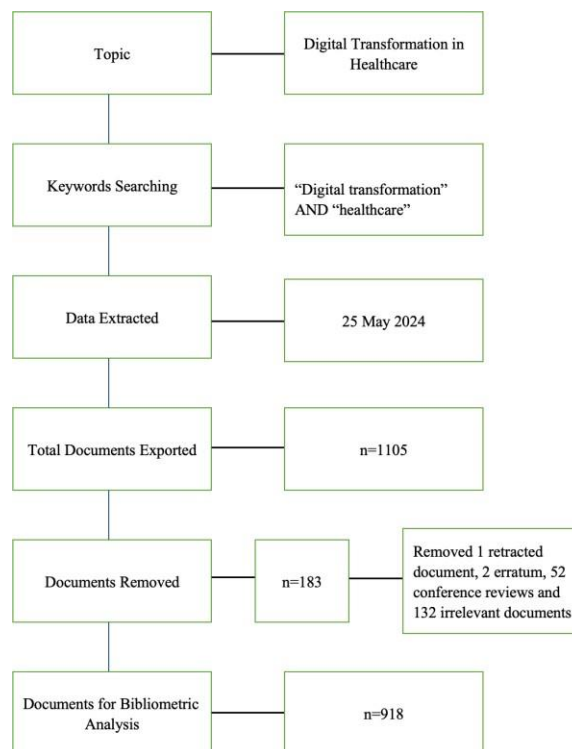 Topic
Digital Transformation in
Healthcare
Keywords Searching
“Digital transformation”
AND “healthcare”
Data Extracted
25 May 2024
Total Documents Exported
n=1105
Documents Removed
n=183
Removed 1 retracted
document, 2 erratum, 52
conference reviews and
132 irrelevant documents
Documents for Bibliometric
Analysis
n=918